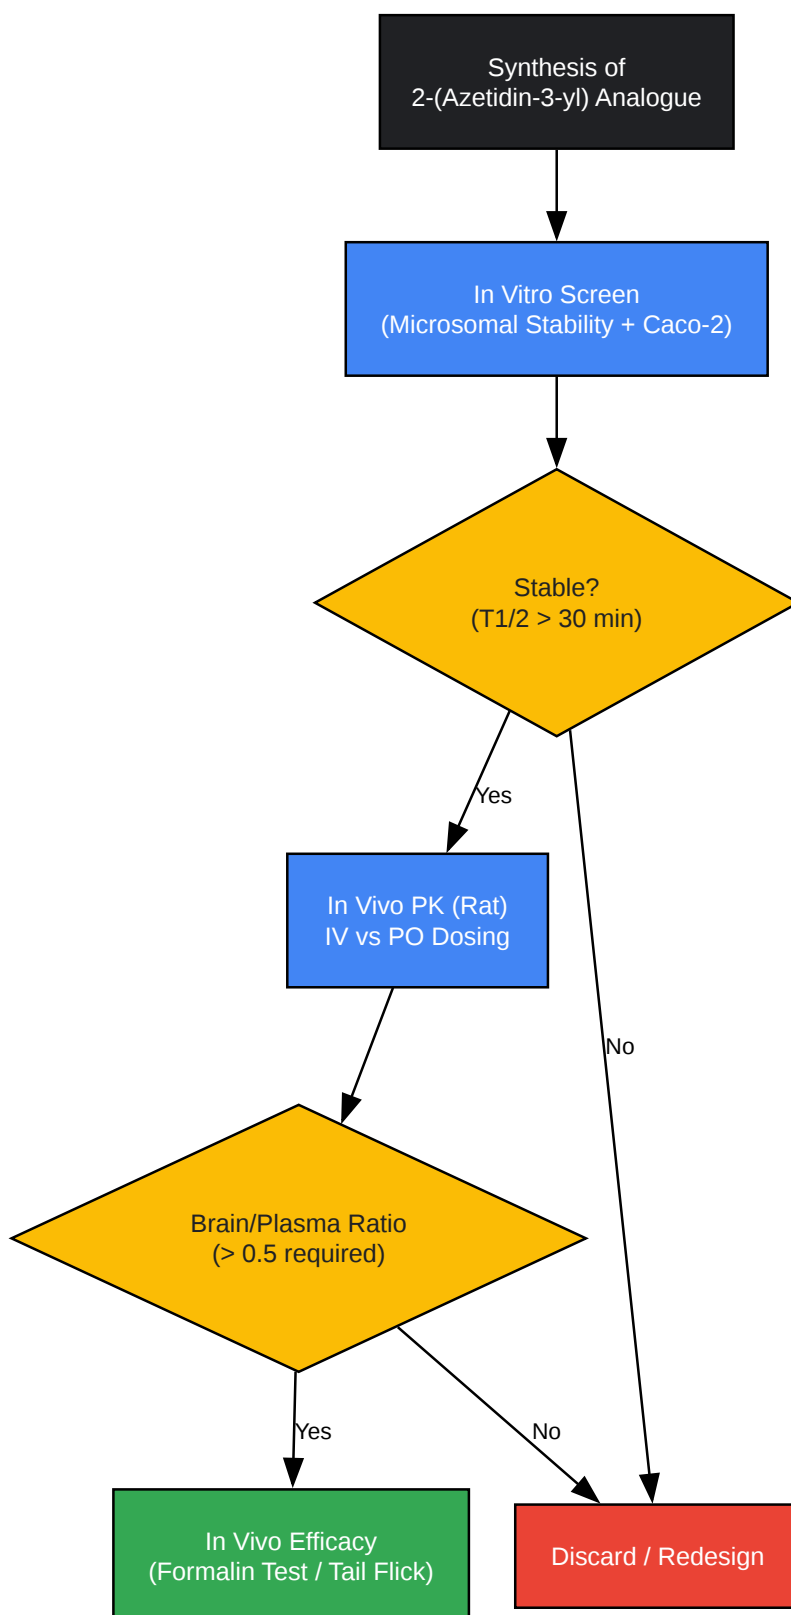 Synthesis of
2-(Azetidin-3-yl) Analogue
In Vitro Screen
(Microsomal Stability + Caco-2)
Stable?
(T1/2 > 30 min)
Yes
In Vivo PK (Rat)
IV vs PO Dosing
No
Brain/Plasma Ratio
(> 0.5 required)
Yes
No
In Vivo Efficacy
(Formalin Test / Tail Flick)
Discard / Redesign